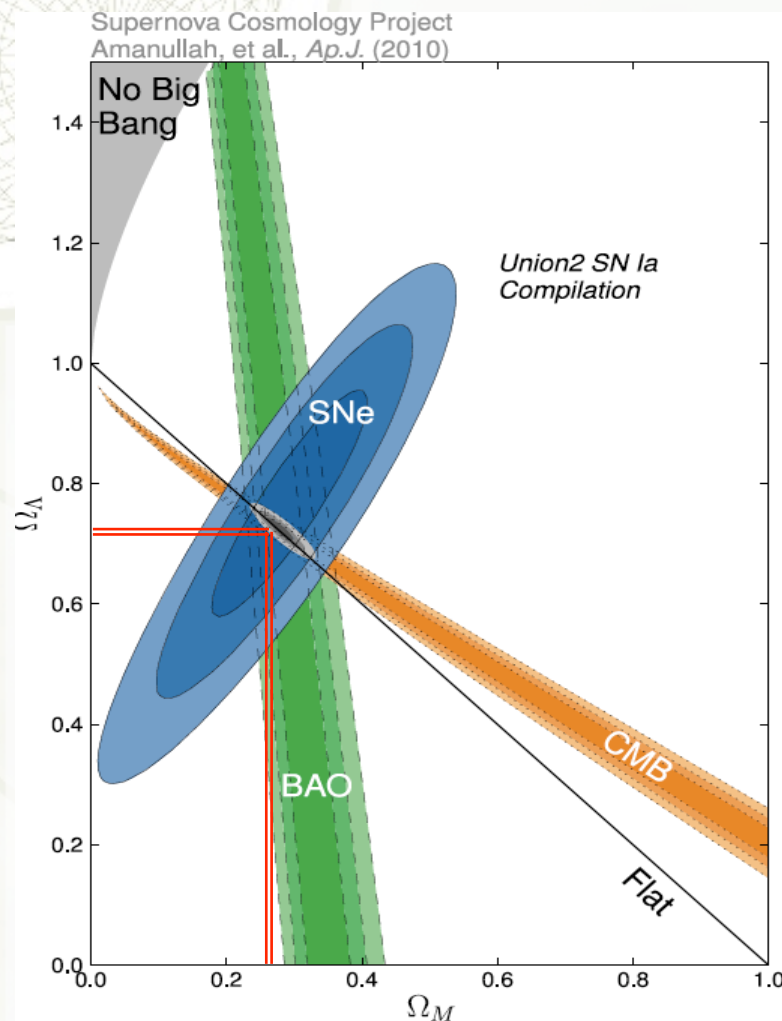 Supernova Cosmology Project
Amanullah, et al., Ap.J. (2010)
No Big
Bang
1.4
1.2
Union2 SN Ia
Compilation
1.0
SNe
0.8
Ω_Λ
0.6
0.4
CMB
BAO
0.2
Flat
0.0
0.0
0.2
0.4
0.6
0.8
1.0
Ω_M